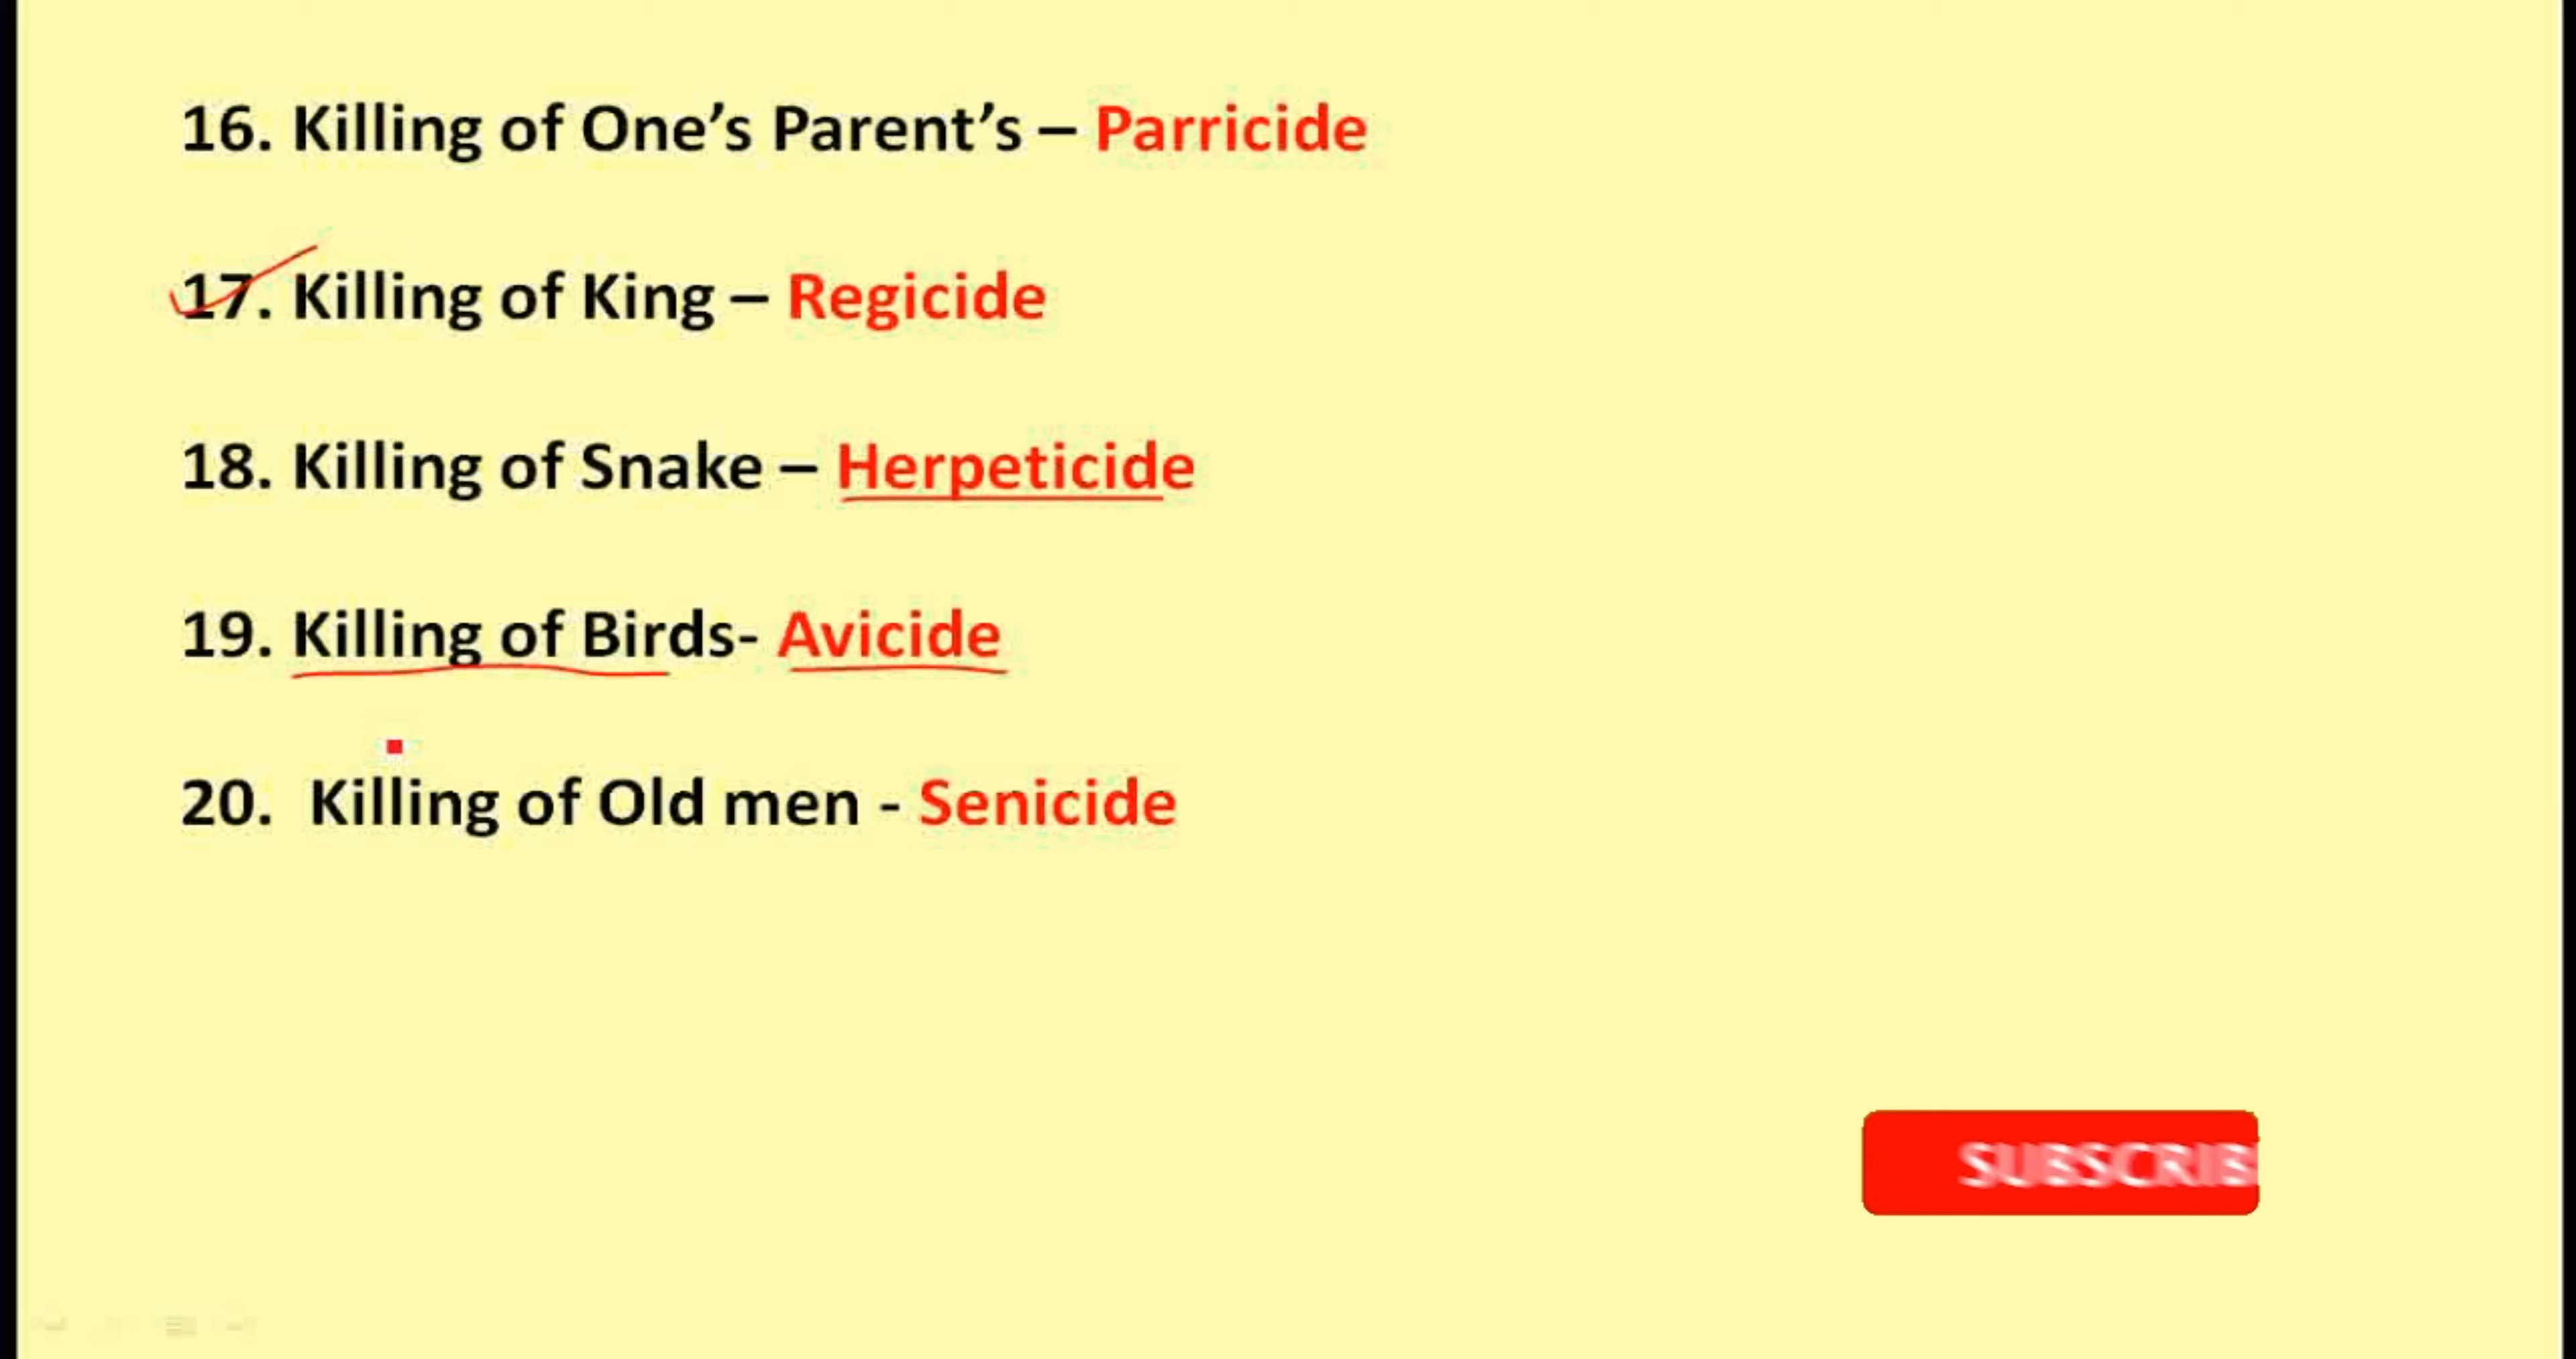 16. Killing of One’s Parent’s – Parricide
17. Killing of King – Regicide
18. Killing of Snake – Herpeticide
19. Killing of Birds- Avicide
20. Killing of Old men - Senicide
SUBSCRIB